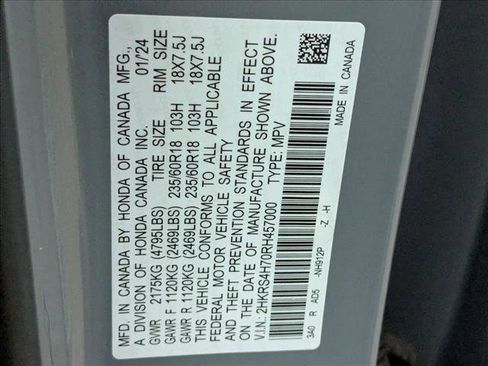 MFD. IN CANADA BY HONDA OF CANADA MFG.,
A DIVISION OF HONDA CANADA INC. 01/24
GVWR 2175KG (4795LBS) TIRE SIZE RIM SIZE
GAWR F 1120KG (2469LBS) 235/60R18 103H 18X7.5J
GAWR R 1120KG (2469LBS) 235/60R18 103H 18X7.5J
THIS VEHICLE CONFORMS TO ALL APPLICABLE
FEDERAL MOTOR VEHICLE SAFETY
AND THEFT PREVENTION STANDARDS IN EFFECT
ON THE DATE OF MANUFACTURE SHOWN ABOVE.
V.I.N.: 2HKRS4H70RH457000 TYPE: MPV
3A0 R AD5 -NH912P -Z -H
MADE IN CANADA